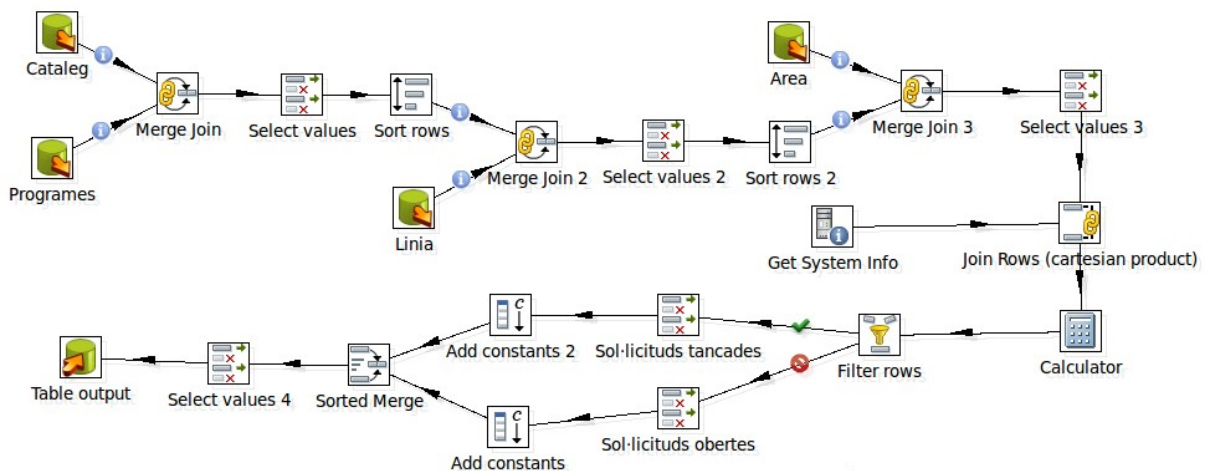 Cataleg
Area
Merge Join
Select values
Sort rows
Merge Join 3
Select values 3
Programes
Merge Join 2
Select values 2
Sort rows 2
Linia
Get System Info
Join Rows (cartesian product)
Add constants 2
Sol·licituds tancades
Filter rows
Calculator
Table output
Select values 4
Sorted Merge
Sol·licituds obertes
Add constants